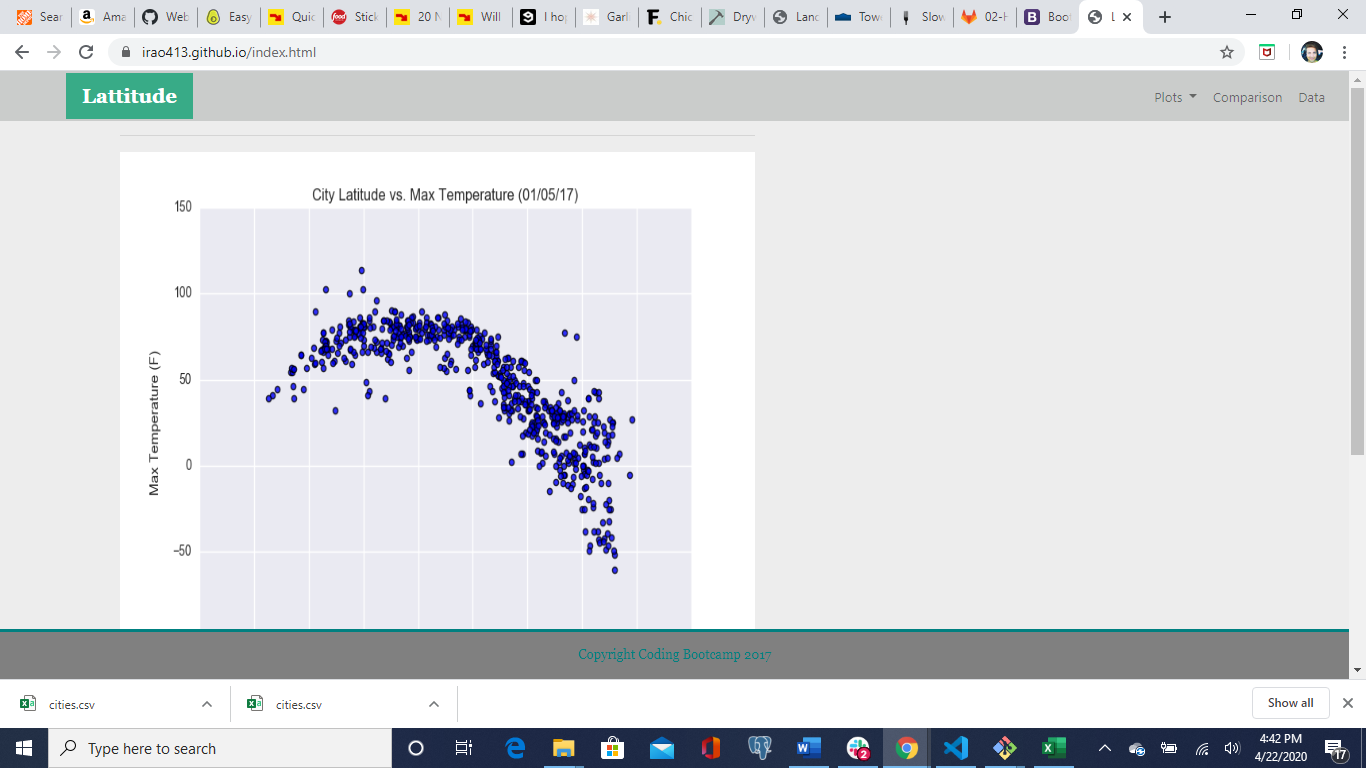 Sear
Ama
Web
Easy
Quic
Stick
20 N
Will
I hop
Garl
Chic
Dryv
Lanc
Tow
Slow
02-H
Boot
L
irao413.github.io/index.html
Lattitude
Plots
Comparison
Data
City Latitude vs. Max Temperature (01/05/17)
150
100
50
0
−50
Max Temperature (F)
Copyright Coding Bootcamp 2017
cities.csv
cities.csv
Show all
Type here to search
2
4:42 PM
4/22/2020
17